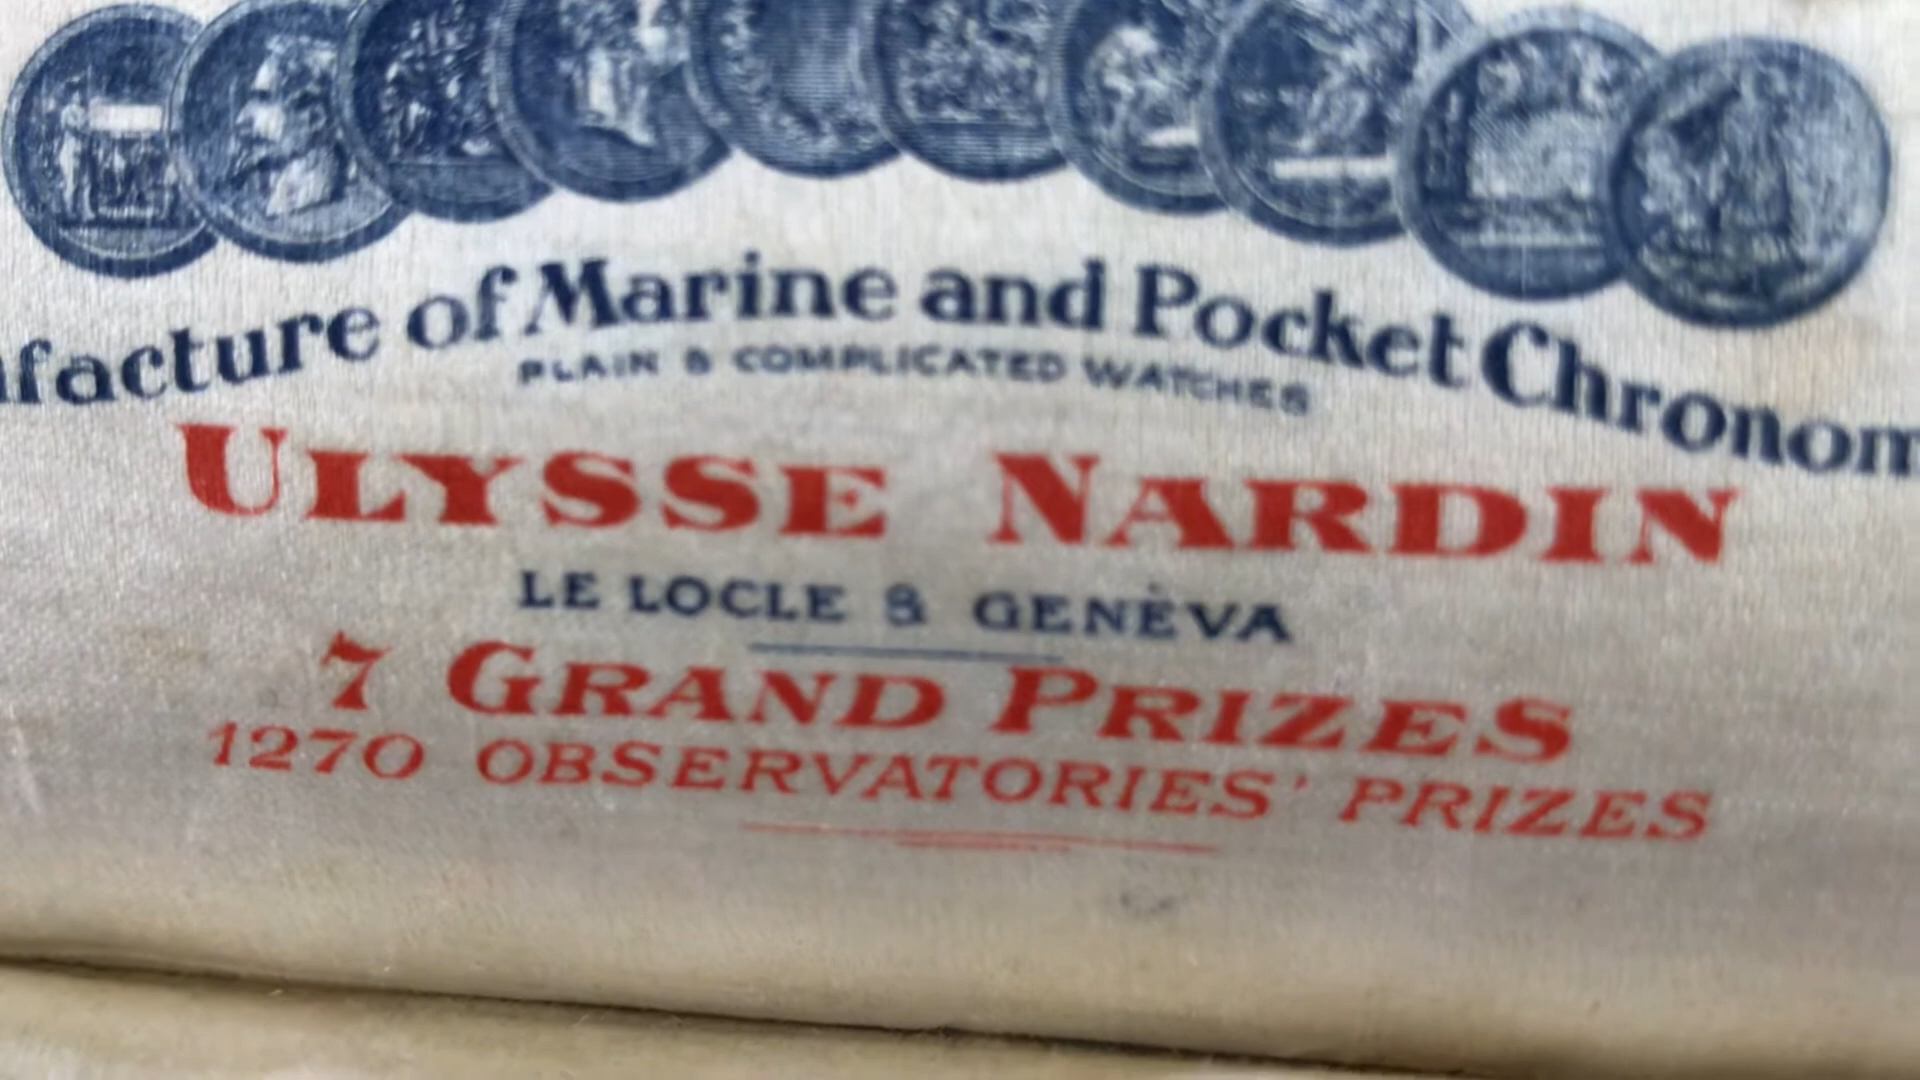 facture of Marine and Pocket Chronom
PLAIN & COMPLICATED WATCHES
ULYSSE NARDIN
LE LOCLE & GENÈVA
7 GRAND PRIZES
1270 OBSERVATORIES' PRIZES